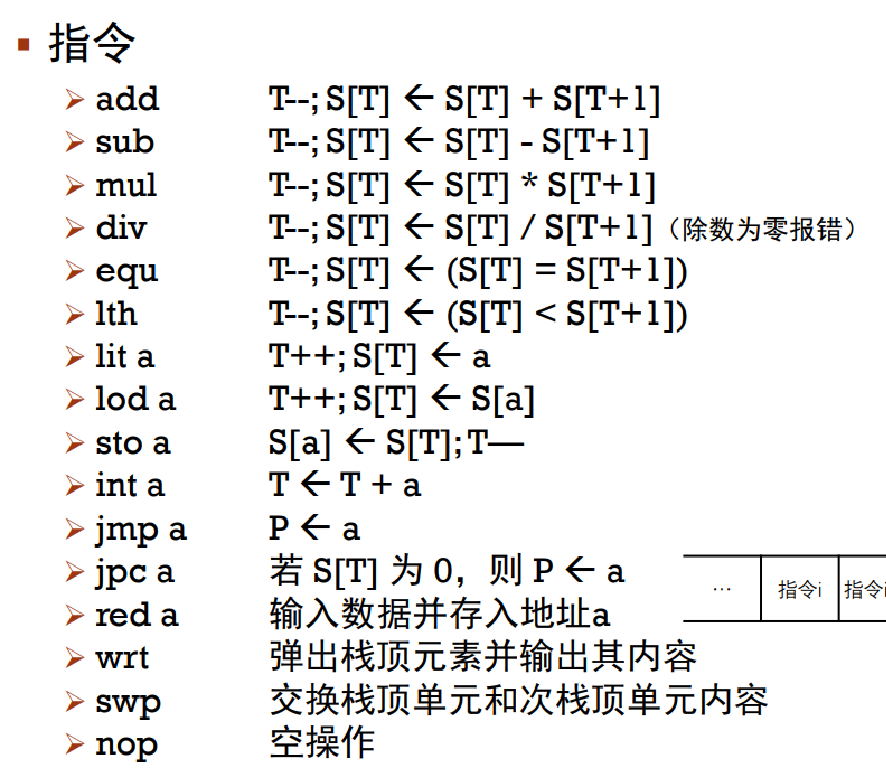 指令
add T--; S[T] ← S[T] + S[T+1]
sub T--; S[T] ← S[T] - S[T+1]
mul T--; S[T] ← S[T] * S[T+1]
div T--; S[T] ← S[T] / S[T+1]（除数为零报错）
equ T--; S[T] ← (S[T] = S[T+1])
lth T--; S[T] ← (S[T] < S[T+1])
lit a T++; S[T] ← a
lod a T++; S[T] ← S[a]
sto a S[a] ← S[T]; T—
int a T ← T + a
jmp a P ← a
jpc a 若 S[T] 为 0，则 P ← a
… 指令i 指令
red a 输入数据并存入地址a
wrt 弹出栈顶元素并输出其内容
swp 交换栈顶单元和次栈顶单元内容
nop 空操作